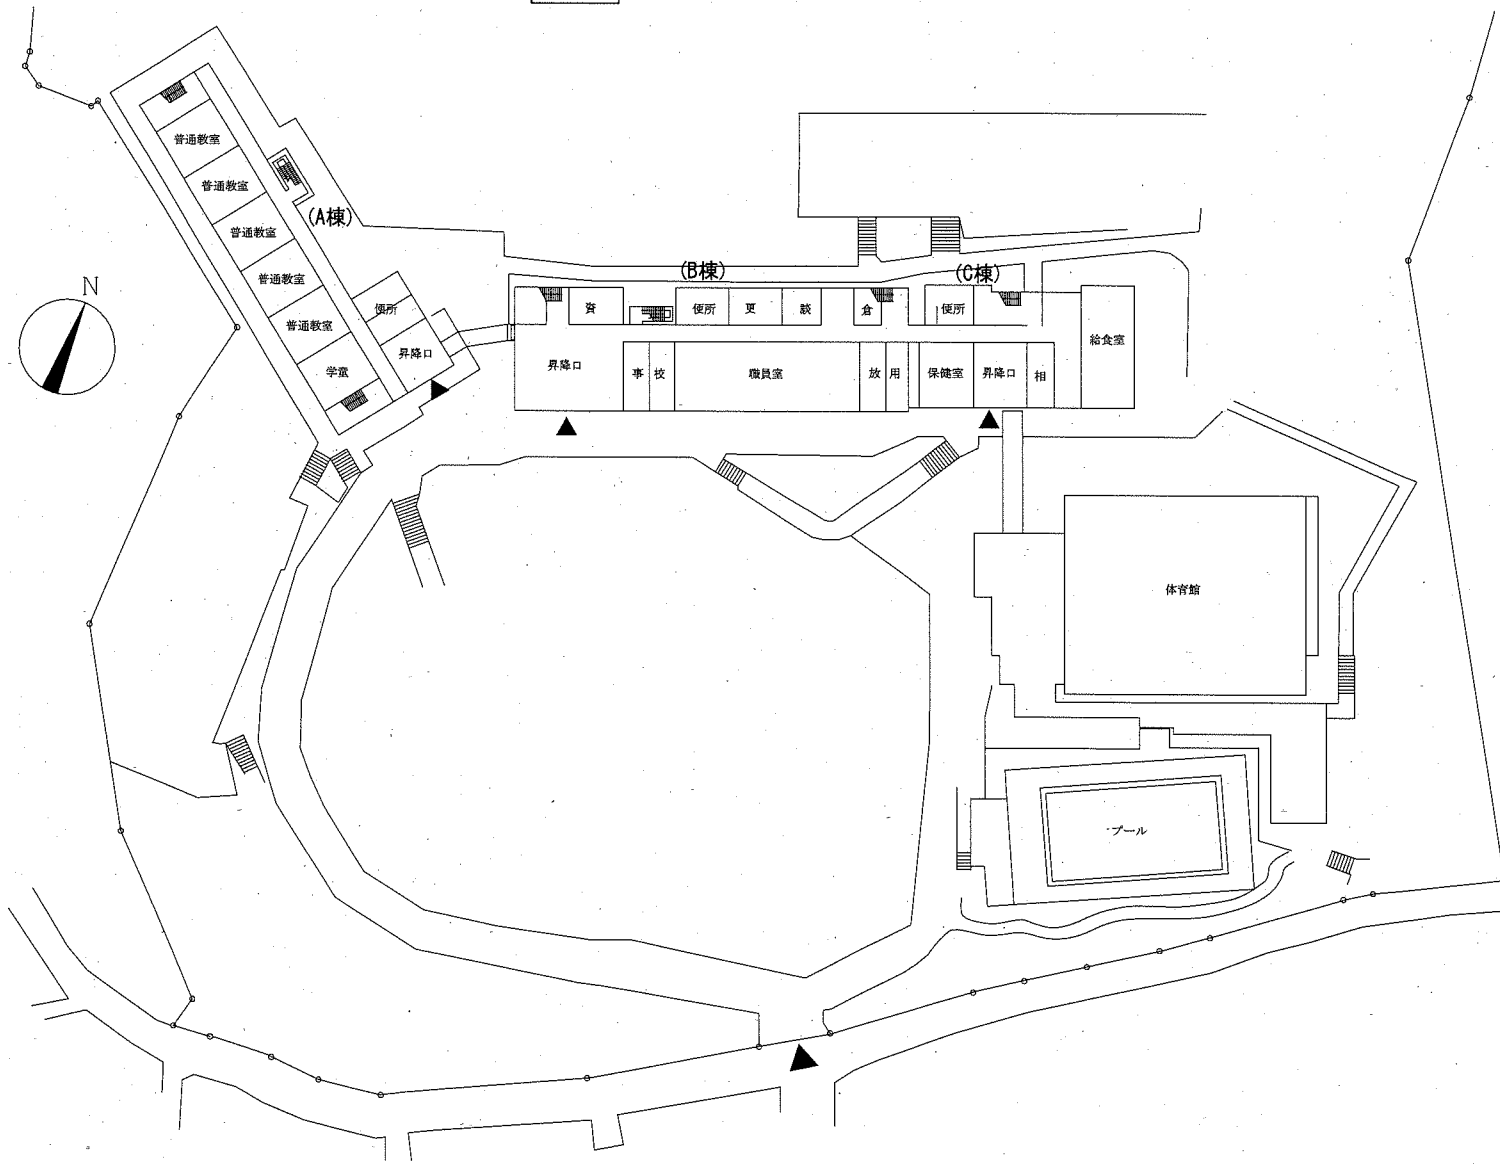 普通教室
普通教室
(A棟)
普通教室
普通教室
普通教室
学童
便所
昇降口
N
(B棟)
(C棟)
資
便所
更
談
倉
便所
昇降口
事
校
職員室
放
用
保健室
昇降口
相
給食室
体育館
プール